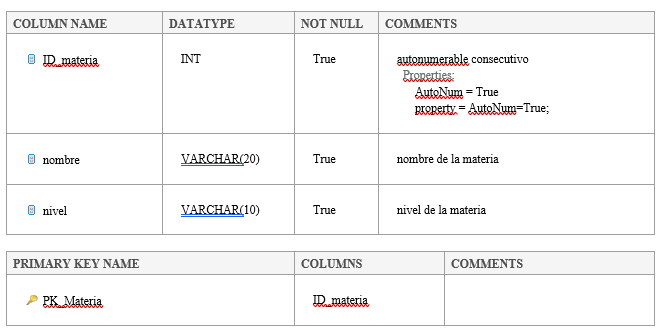 COLUMN NAME DATATYPE NOT NULL COMMENTS
ID_materia INT True autonumerable consecutivo
Properties:
AutoNum = True
property = AutoNum=True;
nombre VARCHAR(20) True nombre de la materia
nivel VARCHAR(10) True nivel de la materia
PRIMARY KEY NAME COLUMNS COMMENTS
PK_Materia ID_materia